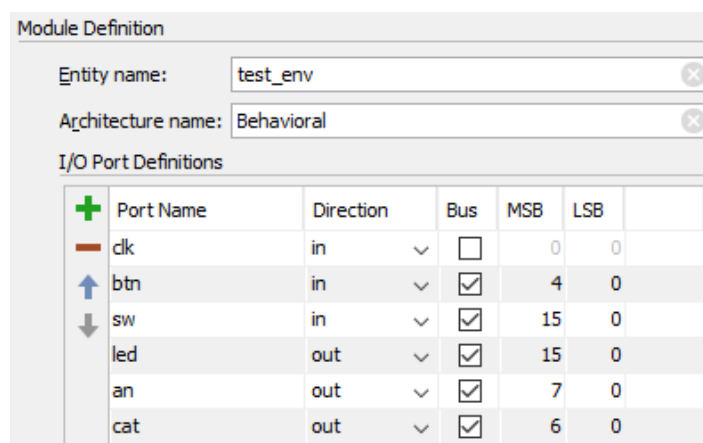 Module Definition
Entity name: test_env
Architecture name: Behavioral
I/O Port Definitions
Port Name Direction Bus MSB LSB
clk in 0 0
btn in 4 0
sw in 15 0
led out 15 0
an out 7 0
cat out 6 0